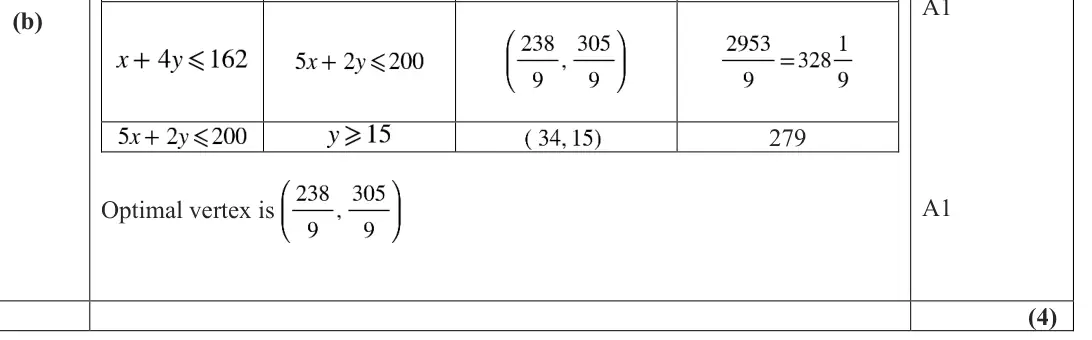 A1
(b)
x + 4y ⩽ 162 5x + 2y ⩽ 200 (238/9, 305/9) 2953/9 = 328 1/9
5x + 2y ⩽ 200 y ⩾ 15 ( 34, 15) 279
Optimal vertex is (238/9, 305/9) A1
(4)